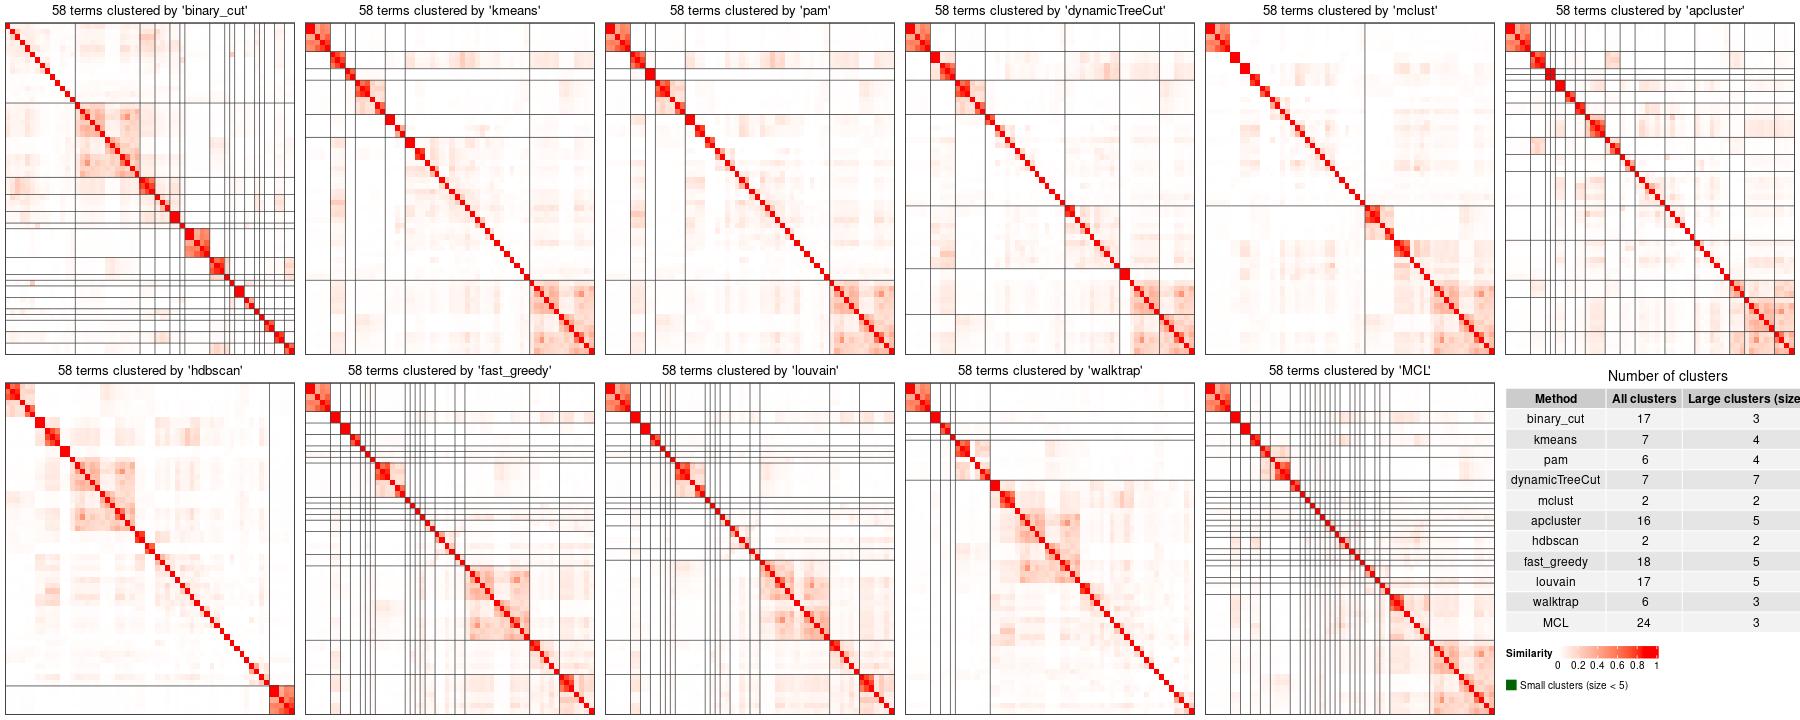 58 terms clustered by 'binary_cut'
58 terms clustered by 'kmeans'
58 terms clustered by 'pam'
58 terms clustered by 'dynamicTreeCut'
58 terms clustered by 'mclust'
58 terms clustered by 'apcluster'
58 terms clustered by 'hdbscan'
58 terms clustered by 'fast_greedy'
58 terms clustered by 'louvain'
58 terms clustered by 'walktrap'
58 terms clustered by 'MCL'
Number of clusters
Method All clusters Large clusters (size
binary_cut 17 3
kmeans 7 4
pam 6 4
dynamicTreeCut 7 7
mclust 2 2
apcluster 16 5
hdbscan 2 2
fast_greedy 18 5
louvain 17 5
walktrap 6 3
MCL 24 3
Similarity
0 0.2 0.4 0.6 0.8 1
Small clusters (size < 5)